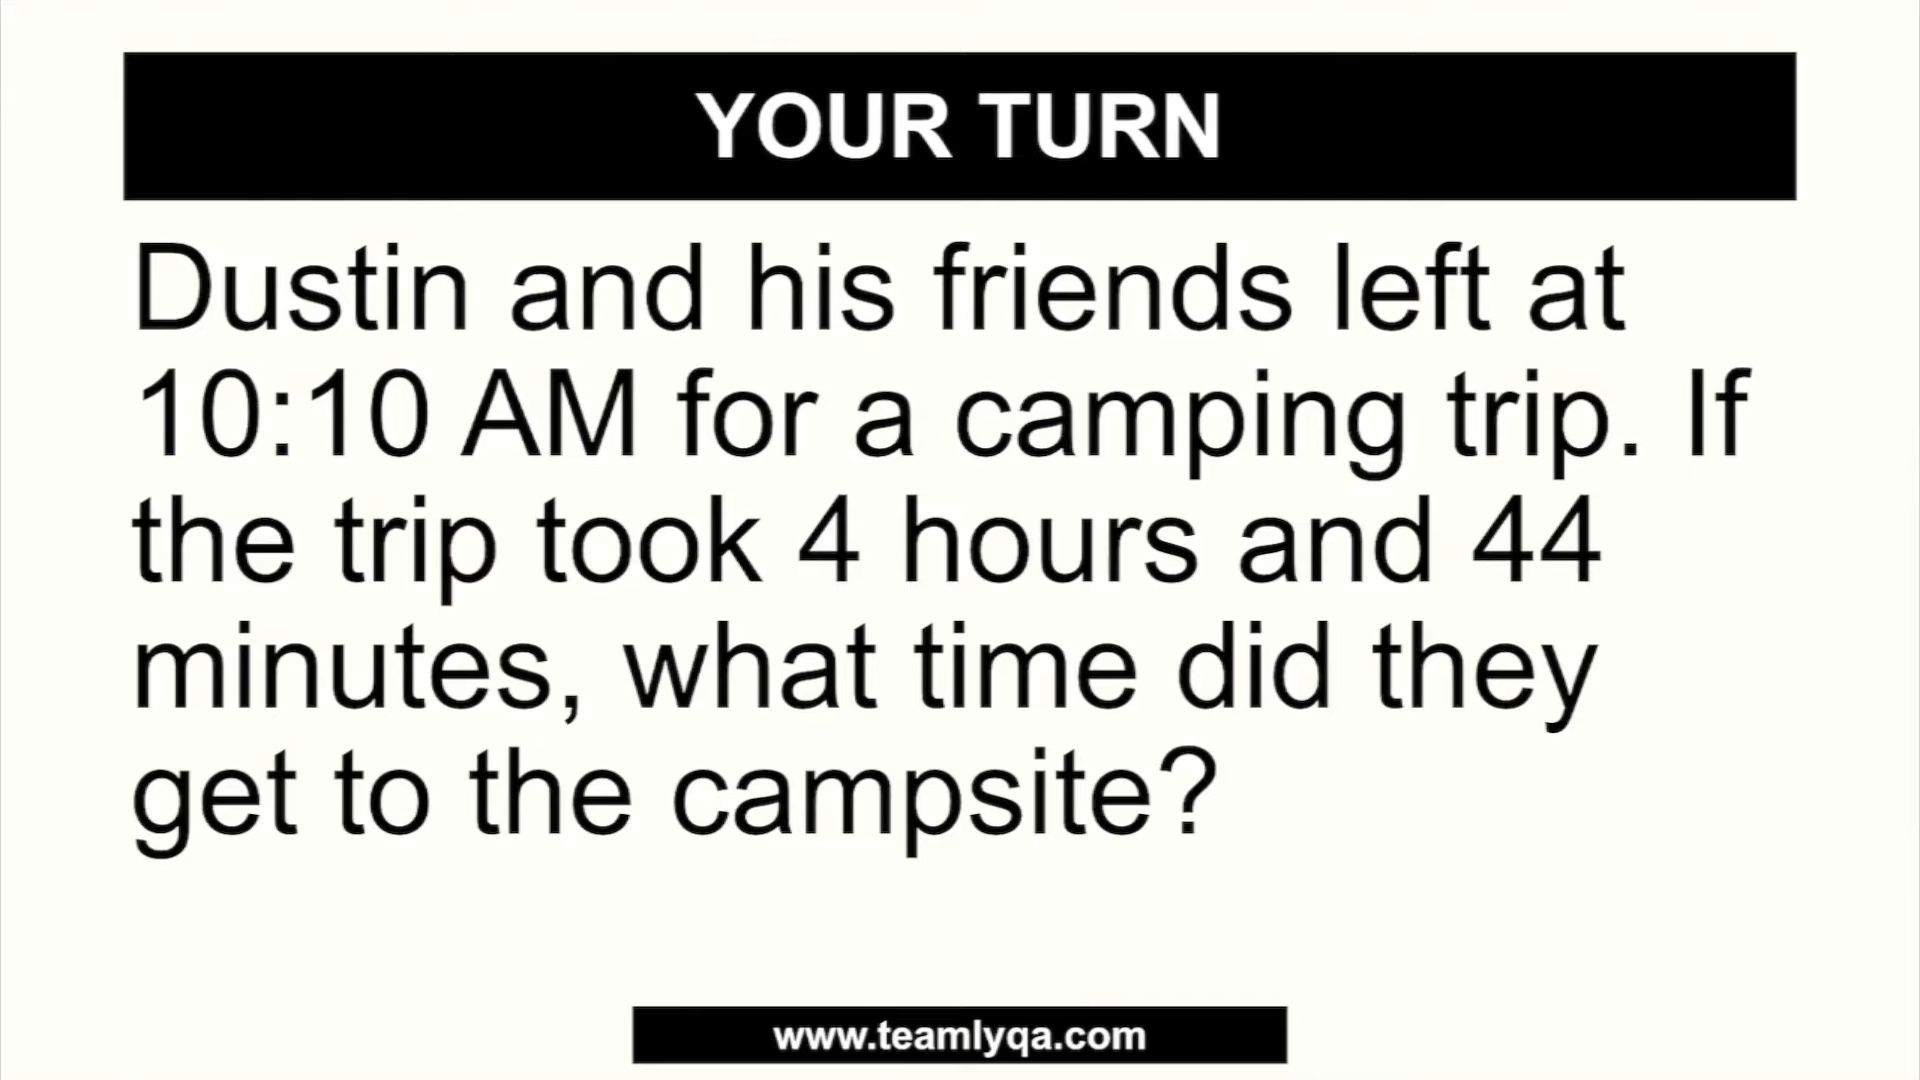 YOUR TURN
Dustin and his friends left at
10:10 AM for a camping trip. If
the trip took 4 hours and 44
minutes, what time did they
get to the campsite?
www.teamlyqa.com